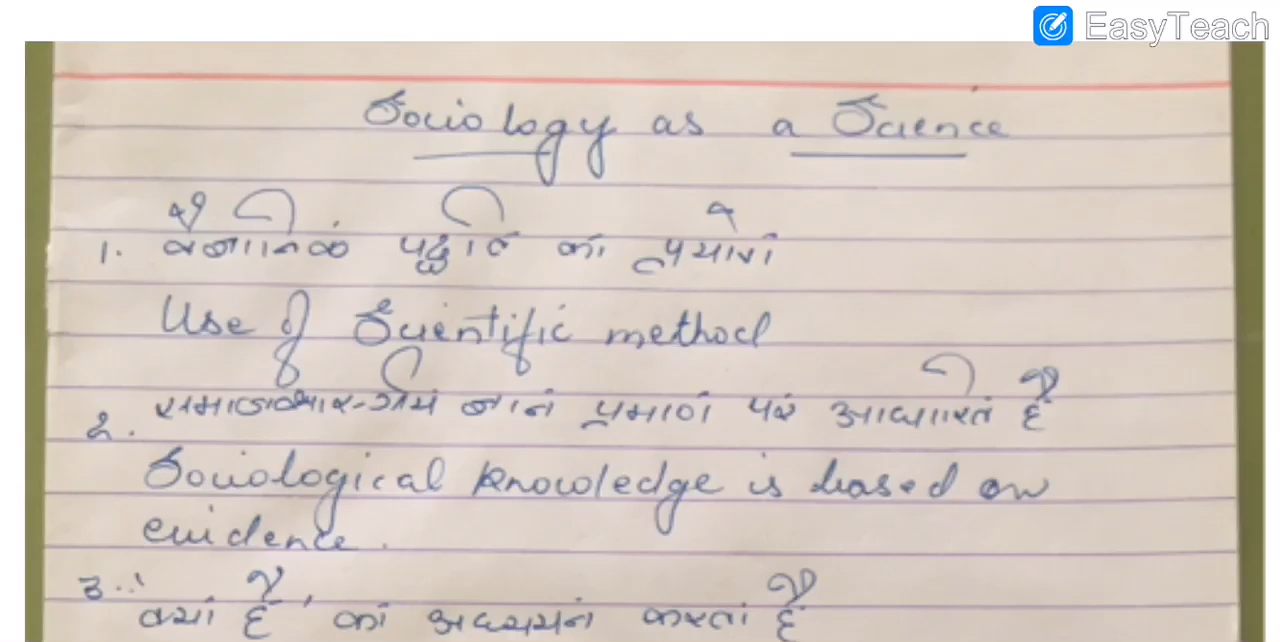 EasyTeach
Sociology as a Science
1. वैज्ञानिक पद्धति का प्रयोग
Use of Scientific method
2. समाजशास्त्रीय ज्ञान प्रमाण पर आधारित है
Sociological knowledge is based on
evidence.
3. क्या है, का अध्ययन करता है